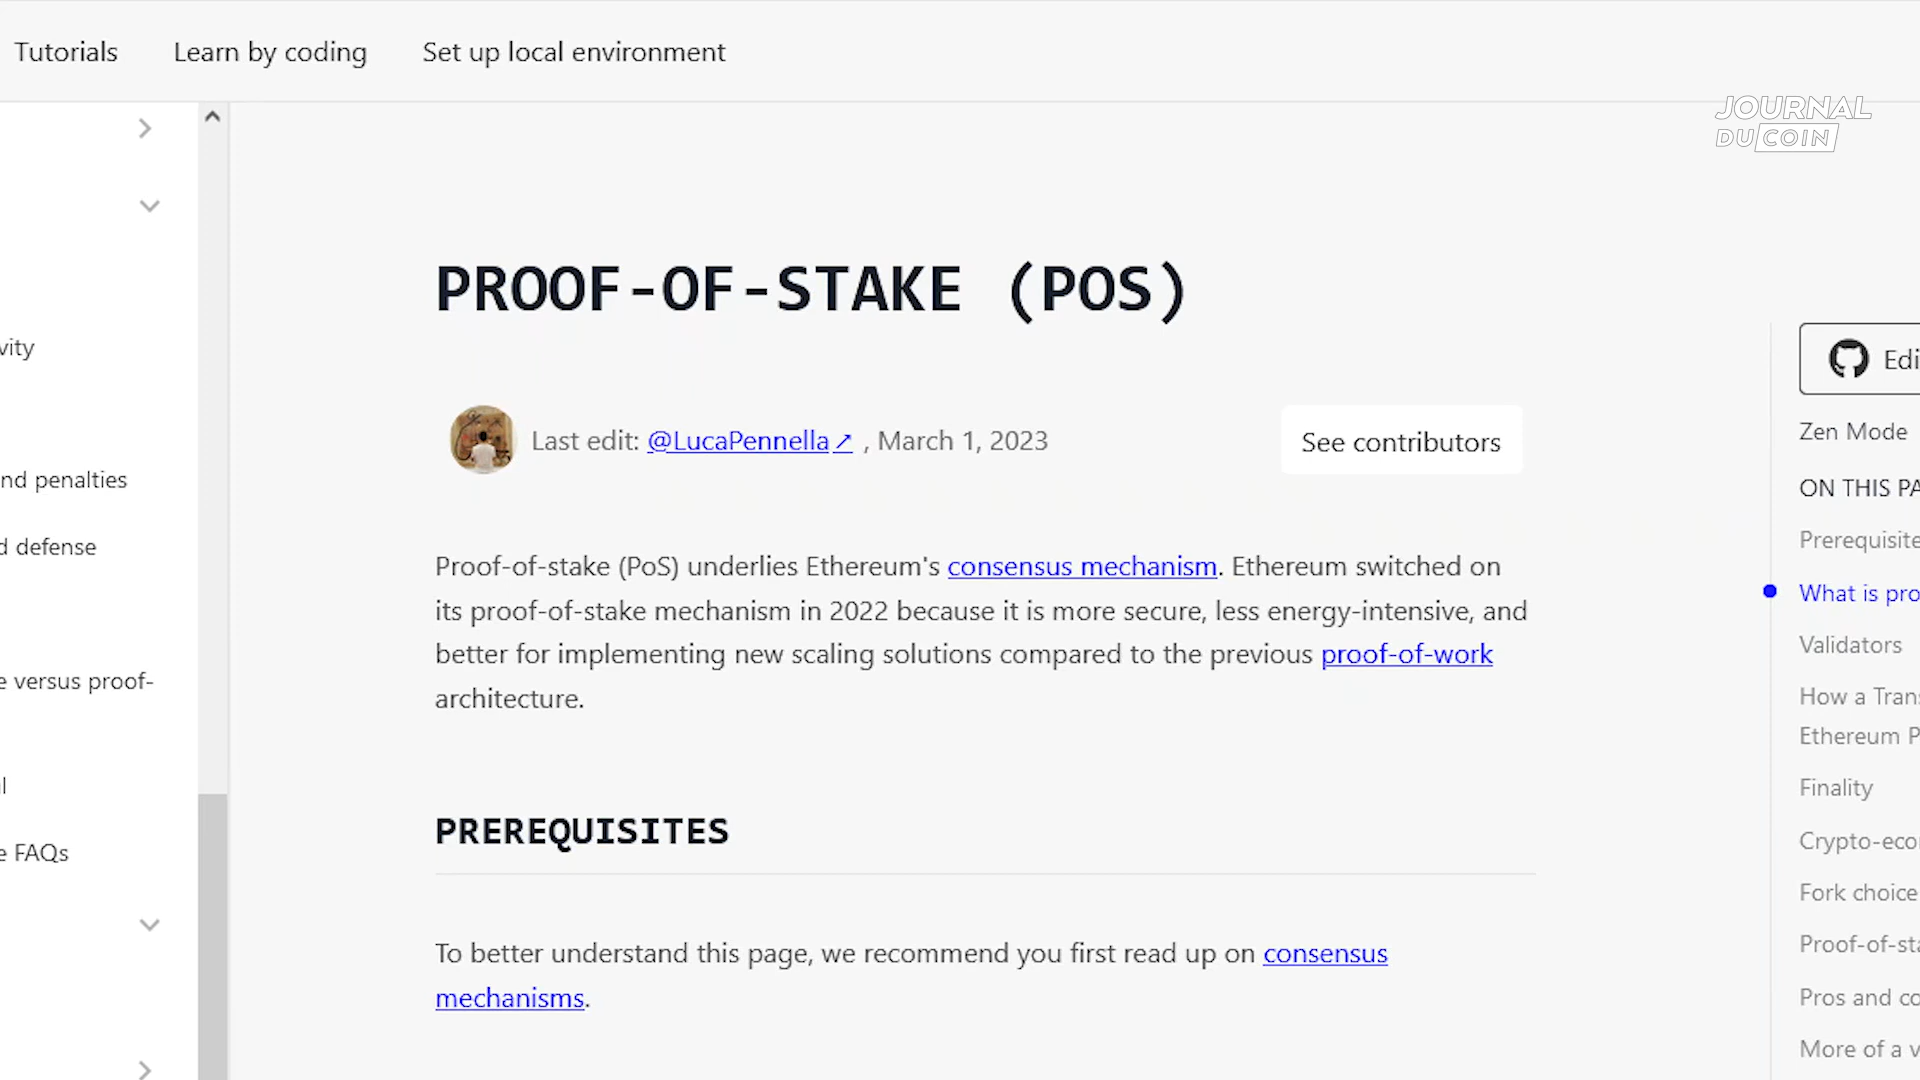 Tutorials
Learn by coding
Set up local environment
JOURNAL
DU COIN
vity
nd penalties
d defense
e versus proof-
e FAQs
PROOF-OF-STAKE (POS)
Last edit: @LucaPennella , March 1, 2023
See contributors
Proof-of-stake (PoS) underlies Ethereum's consensus mechanism. Ethereum switched on
its proof-of-stake mechanism in 2022 because it is more secure, less energy-intensive, and
better for implementing new scaling solutions compared to the previous proof-of-work
architecture.
PREREQUISITES
To better understand this page, we recommend you first read up on consensus
mechanisms.
Edi
Zen Mode
ON THIS PA
Prerequisite
What is pro
Validators
How a Trans
Ethereum P
Finality
Crypto-eco
Fork choice
Proof-of-sta
Pros and co
More of a v